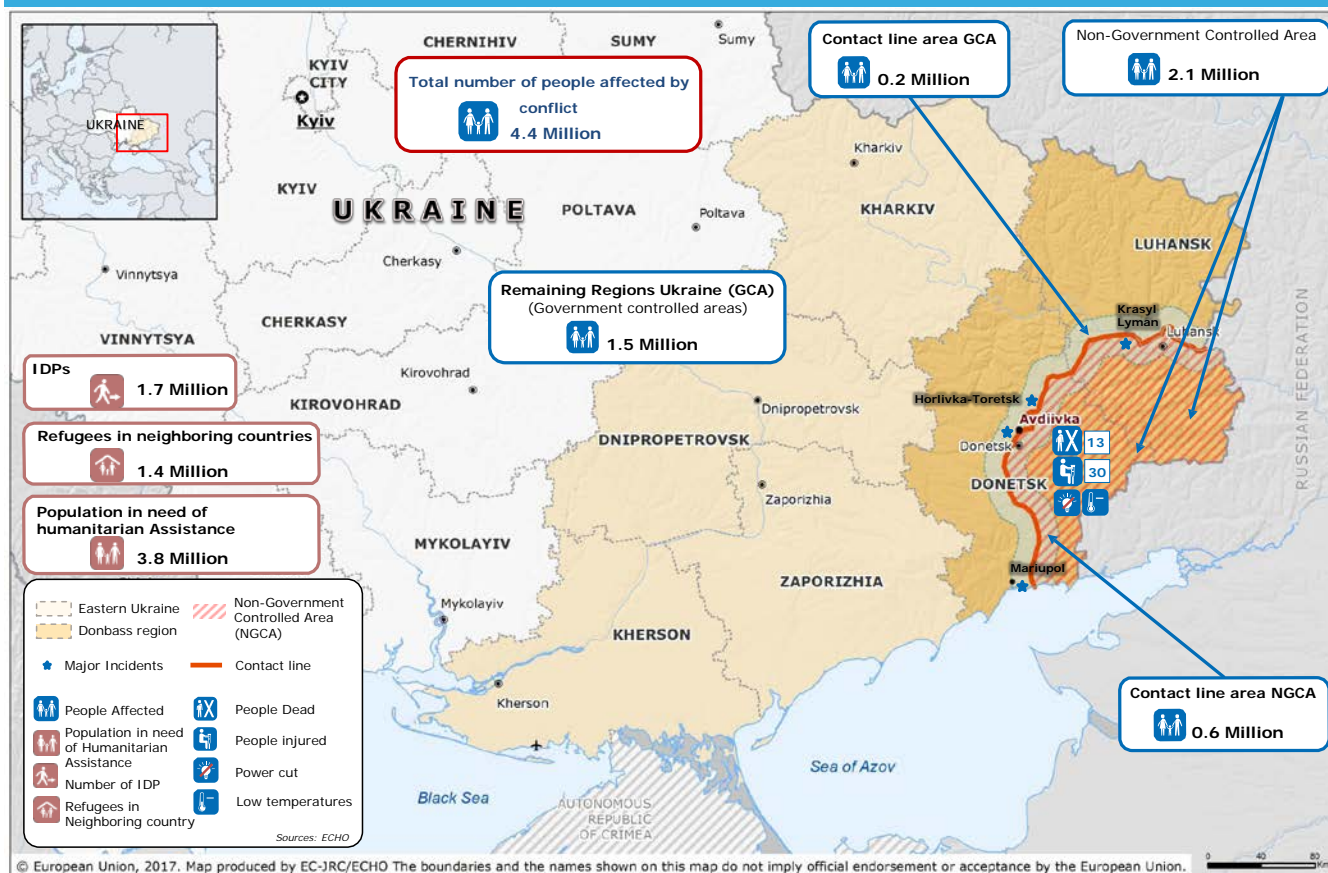 UKRAINE
CHERNIHIV
SUMY
Sumy
KYIV
CITY
Kyiv
KYIV
UKRAINE
POLTAVA
Poltava
Cherkasy
CHERKASY
Vinnytsya
VINNYTSYA
Kirovohrad
KIROVOHRAD
Kharkiv
KHARKIV
LUHANSK
Luhansk
Krasyl
Lyman
Horlivka-Toretsk
Avdiivka
Donetsk
DONETSK
13
30
Mariupol
Dnipropetrovsk
DNIPROPETROVSK
Zaporizhia
ZAPORIZHIA
MYKOLAYIV
Mykolayiv
KHERSON
Kherson
RUSSIAN FEDERATION
Black Sea
Sea of Azov
AUTONOMOUS
REPUBLIC
OF CRIMEA
Total number of people affected by
conflict
4.4 Million
Contact line area GCA
0.2 Million
Non-Government Controlled Area
2.1 Million
Remaining Regions Ukraine (GCA)
(Government controlled areas)
1.5 Million
Contact line area NGCA
0.6 Million
IDPs
1.7 Million
Refugees in neighboring countries
1.4 Million
Population in need of
humanitarian Assistance
3.8 Million
Eastern Ukraine
Donbass region
Non-Government
Controlled Area
(NGCA)
Major Incidents
Contact line
People Affected
Population in need
of Humanitarian
Assistance
Number of IDP
Refugees in
Neighboring country
People Dead
People injured
Power cut
Low temperatures
Sources: ECHO
© European Union, 2017. Map produced by EC-JRC/ECHO The boundaries and the names shown on this map do not imply official endorsement or acceptance by the European Union.
0 40 80
Km